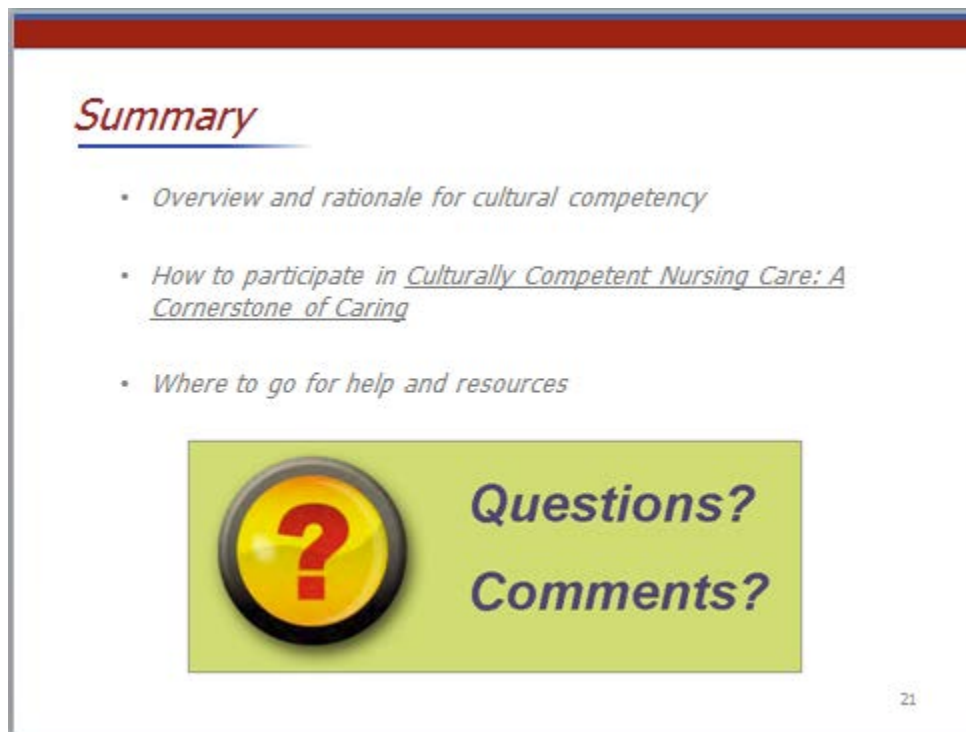 Summary
• Overview and rationale for cultural competency
• How to participate in Culturally Competent Nursing Care: A
Cornerstone of Caring
• Where to go for help and resources
?
Questions?
Comments?
21